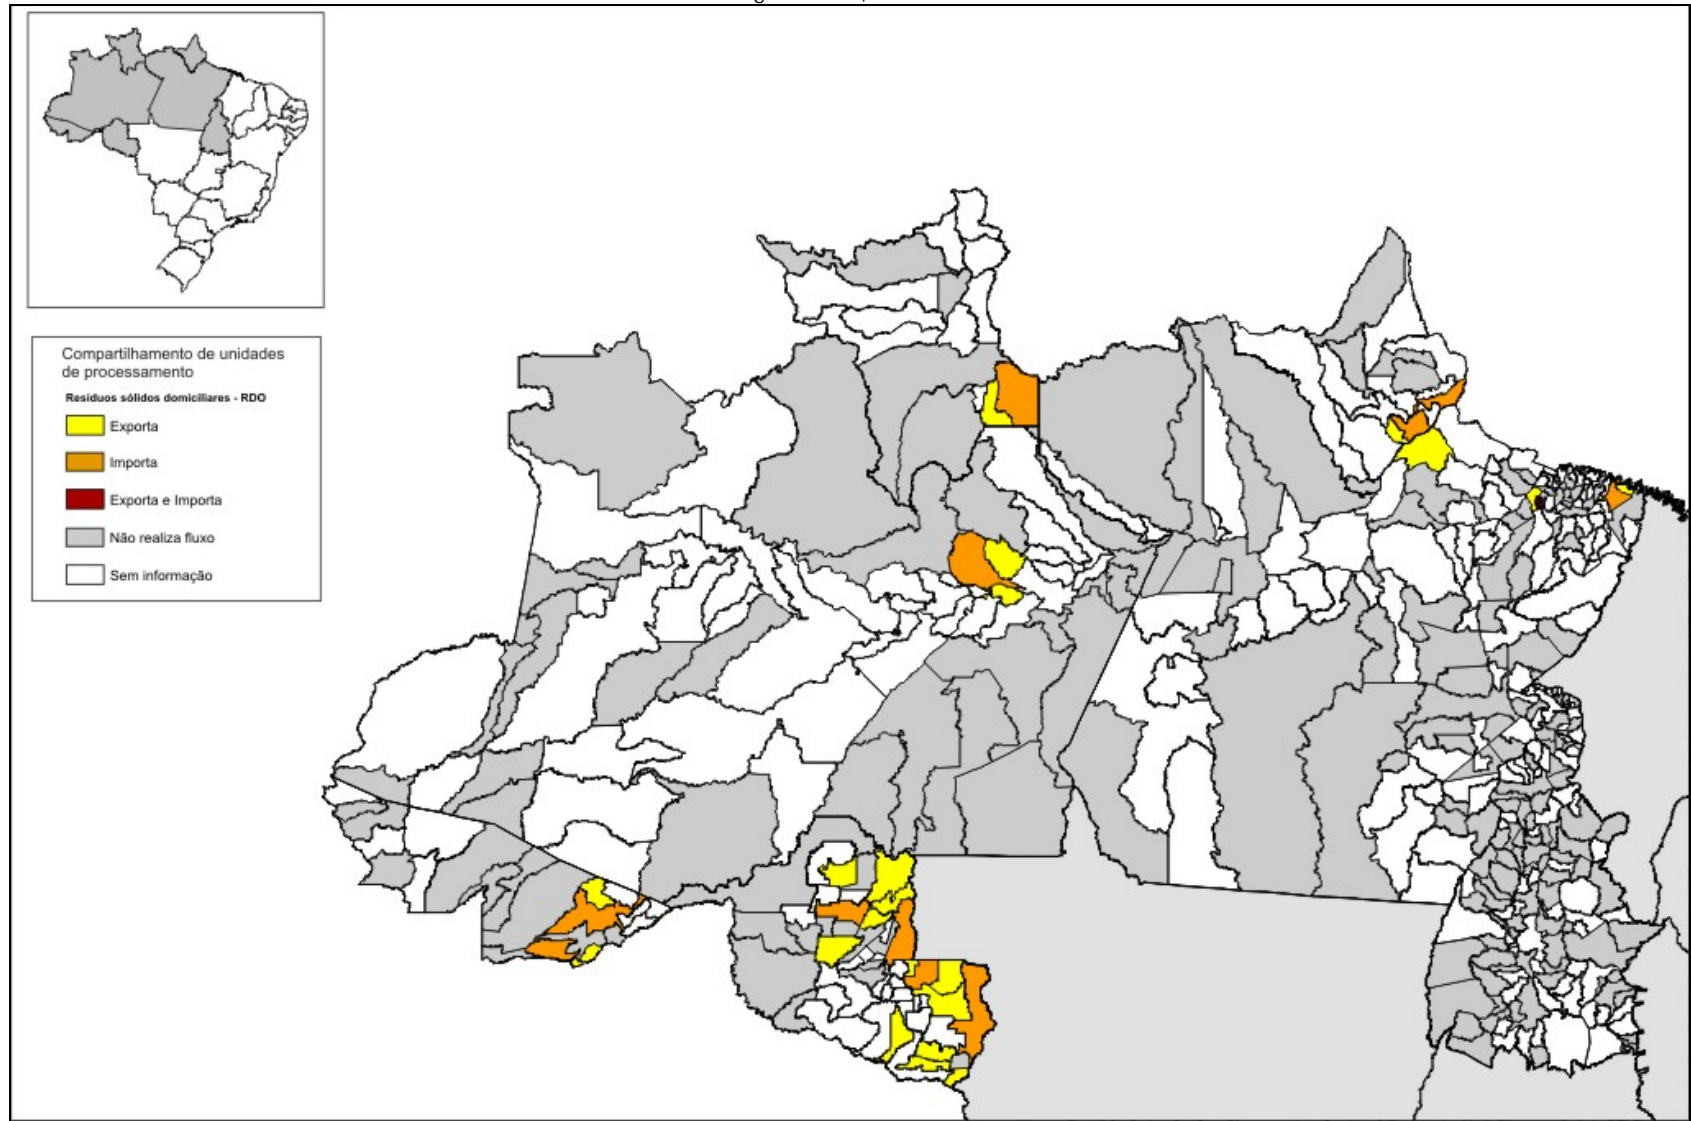 Compartilhamento de unidades
de processamento
Resíduos sólidos domiciliares - RDO
Exporta
Importa
Exporta e Importa
Não realiza fluxo
Sem informação